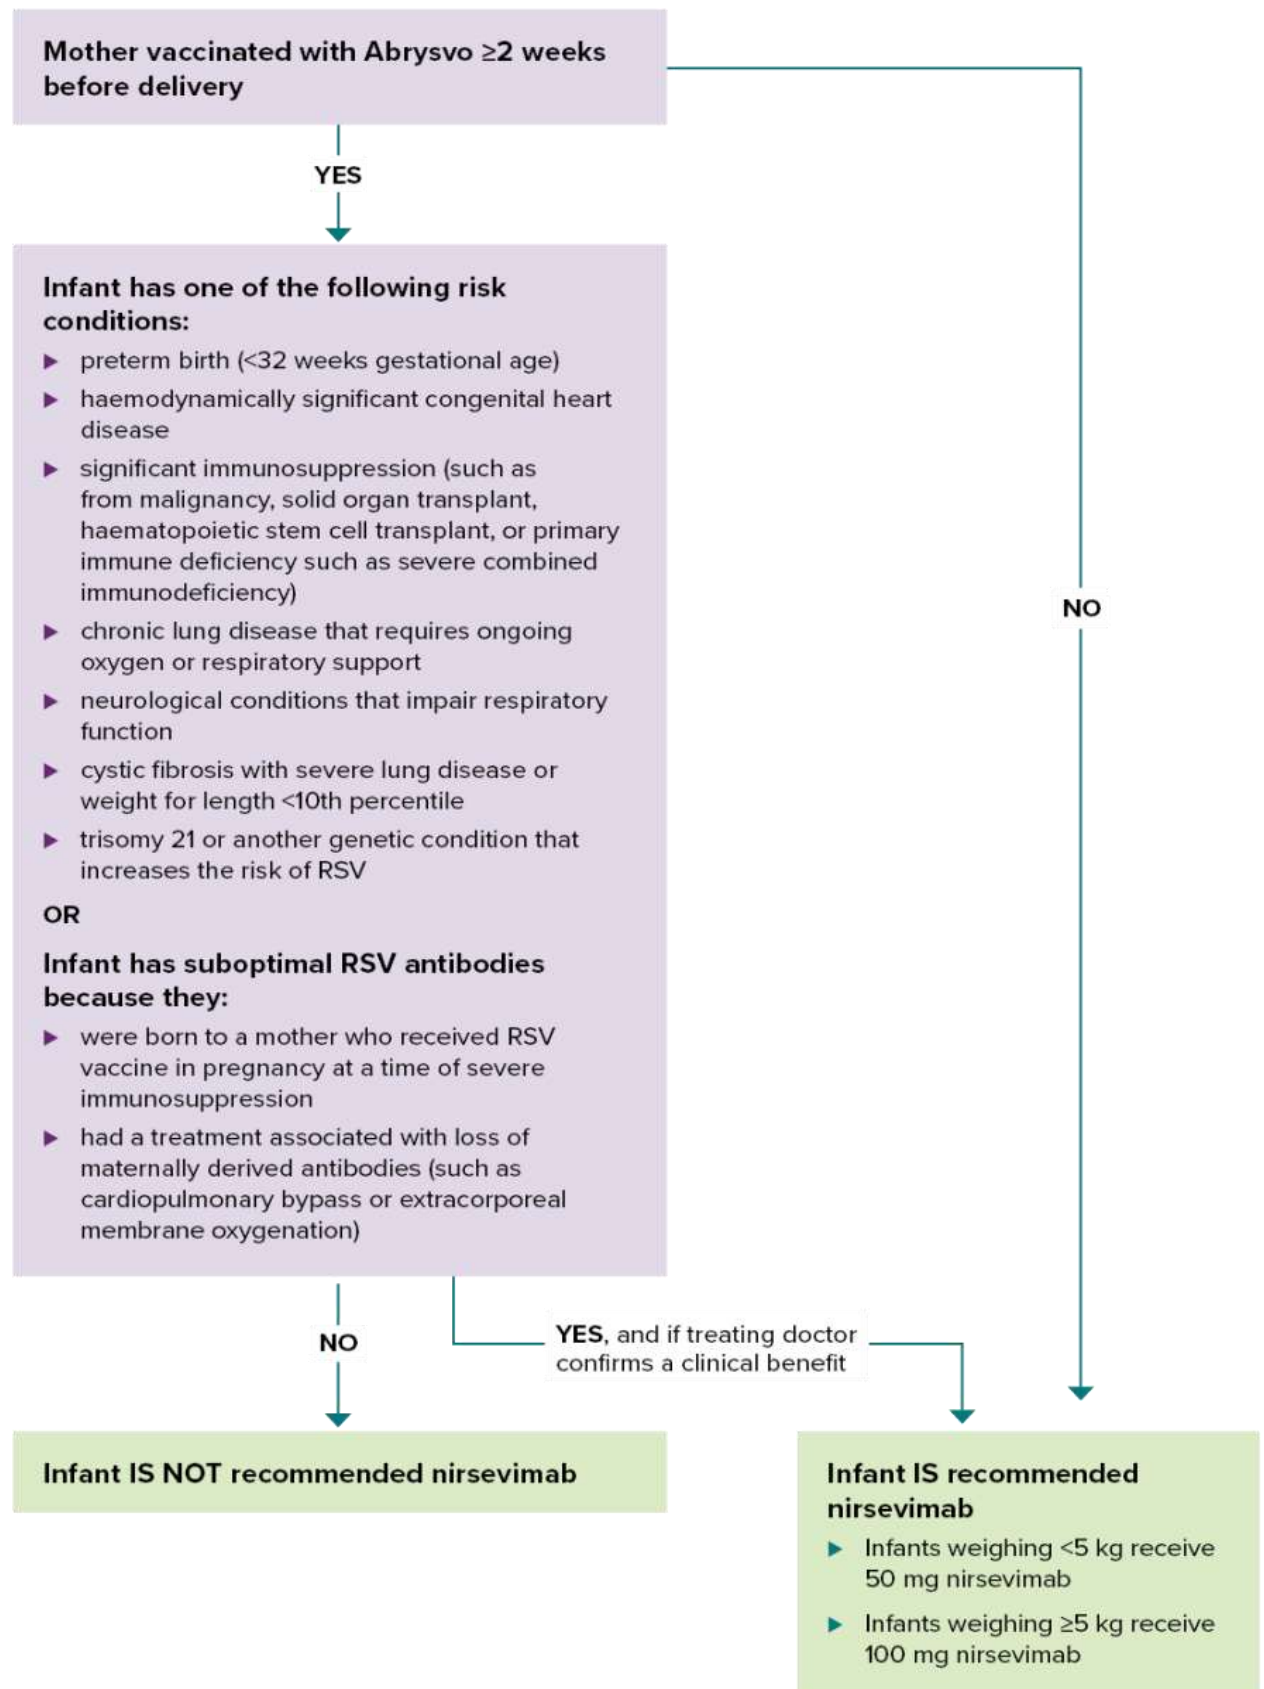 Mother vaccinated with Abrysvo ≥2 weeks
before delivery
YES
Infant has one of the following risk
conditions:
preterm birth (<32 weeks gestational age)
haemodynamically significant congenital heart
disease
significant immunosuppression (such as
from malignancy, solid organ transplant,
haematopoietic stem cell transplant, or primary
immune deficiency such as severe combined
immunodeficiency)
chronic lung disease that requires ongoing
oxygen or respiratory support
neurological conditions that impair respiratory
function
cystic fibrosis with severe lung disease or
weight for length <10th percentile
trisomy 21 or another genetic condition that
increases the risk of RSV
OR
Infant has suboptimal RSV antibodies
because they:
were born to a mother who received RSV
vaccine in pregnancy at a time of severe
immunosuppression
had a treatment associated with loss of
maternally derived antibodies (such as
cardiopulmonary bypass or extracorporeal
membrane oxygenation)
NO
NO
YES, and if treating doctor
confirms a clinical benefit
Infant IS NOT recommended nirsevimab
Infant IS recommended
nirsevimab
Infants weighing <5 kg receive
50 mg nirsevimab
Infants weighing ≥5 kg receive
100 mg nirsevimab